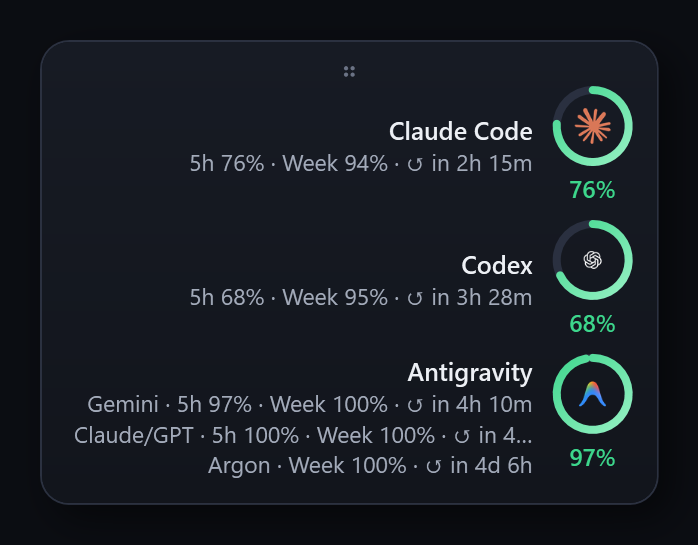 Claude Code
5h 76% · Week 94% · ↺ in 2h 15m
76%
Codex
5h 68% · Week 95% · ↺ in 3h 28m
68%
Antigravity
Gemini · 5h 97% · Week 100% · ↺ in 4h 10m
Claude/GPT · 5h 100% · Week 100% · ↺ in 4...
Argon · Week 100% · ↺ in 4d 6h
97%